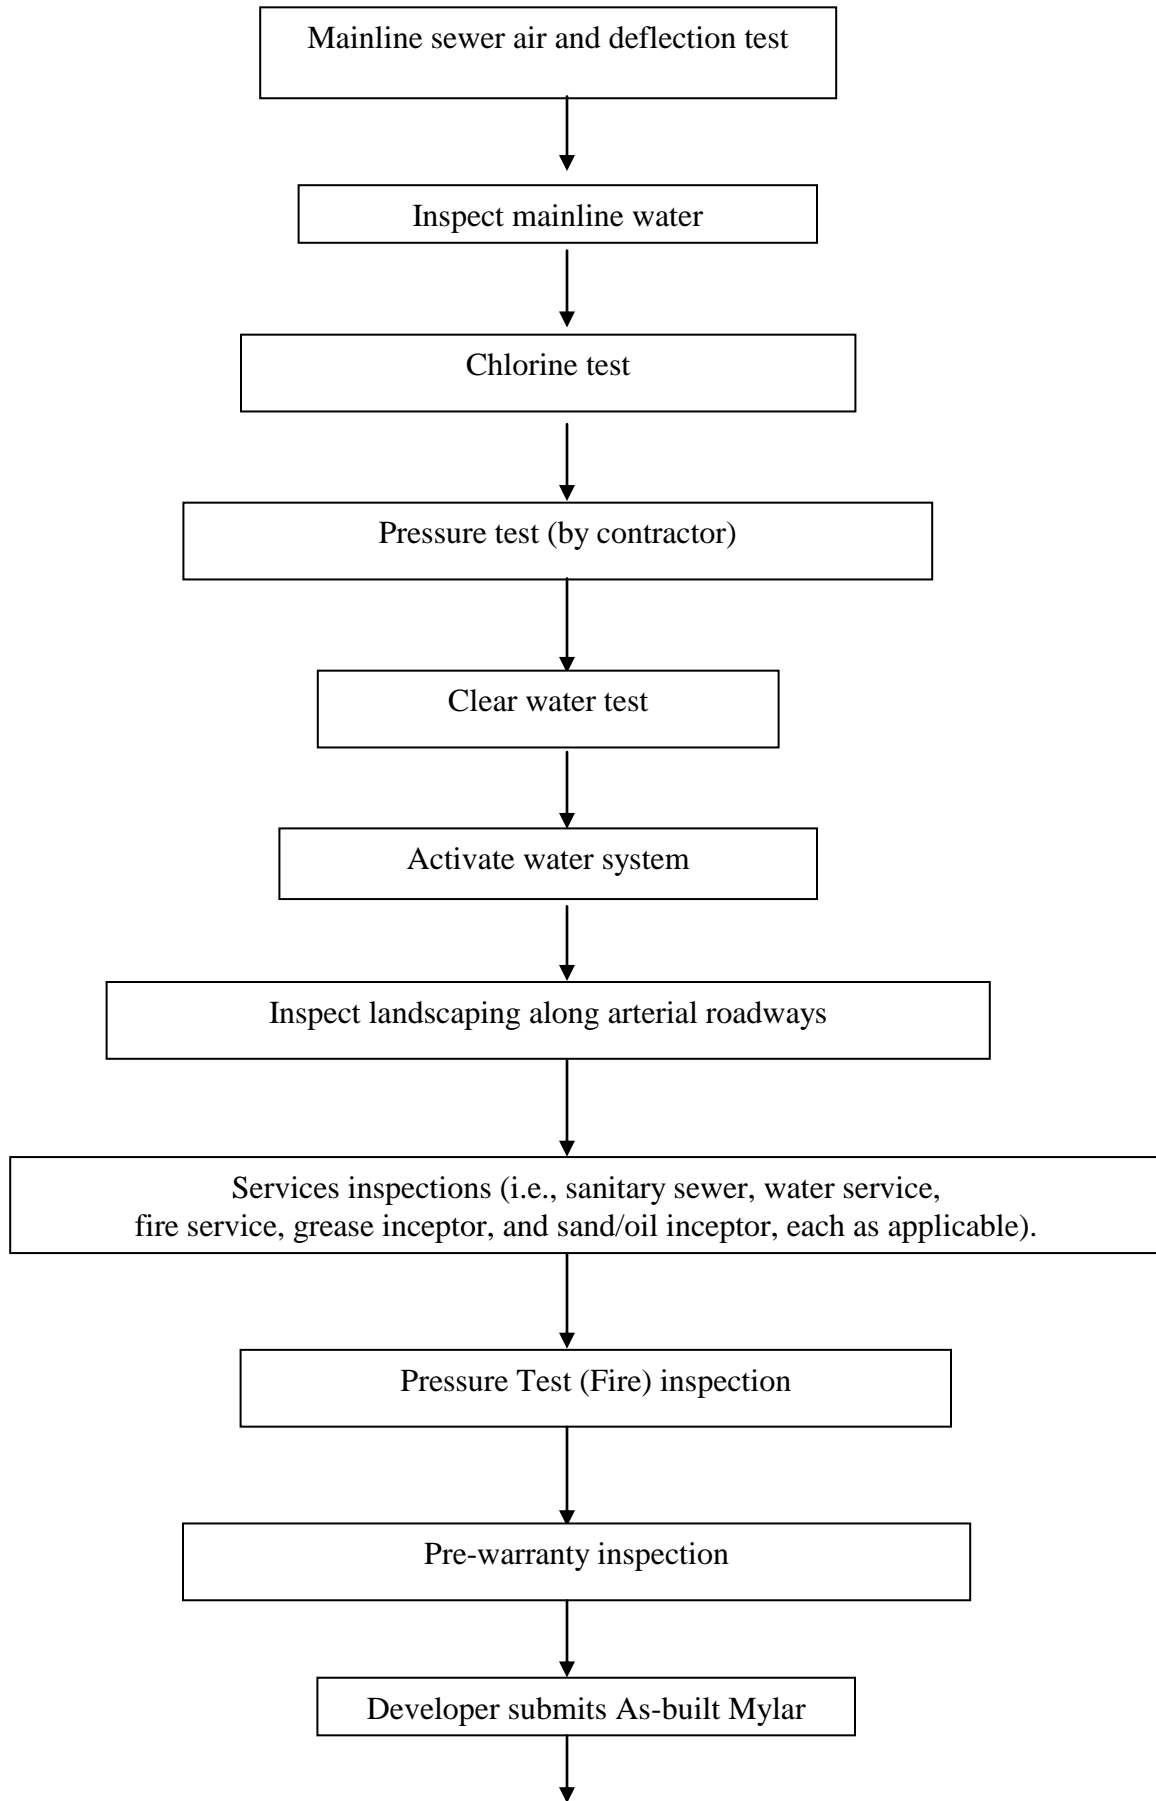 Mainline sewer air and deflection test
Inspect mainline water
Chlorine test
Pressure test (by contractor)
Clear water test
Activate water system
Inspect landscaping along arterial roadways
Services inspections (i.e., sanitary sewer, water service,
fire service, grease inceptor, and sand/oil inceptor, each as applicable).
Pressure Test (Fire) inspection
Pre-warranty inspection
Developer submits As-built Mylar